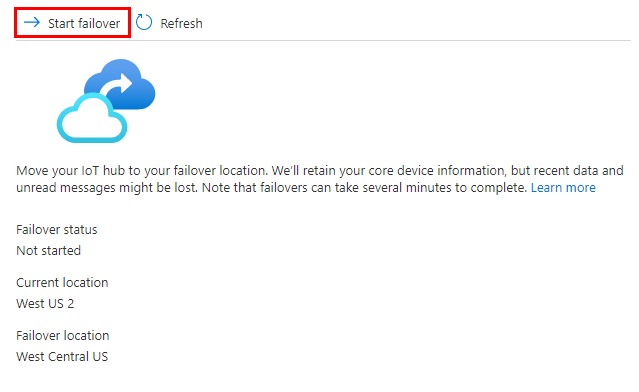 Start failover Refresh
Move your IoT hub to your failover location. We'll retain your core device information, but recent data and
unread messages might be lost. Note that failovers can take several minutes to complete. Learn more
Failover status
Not started
Current location
West US 2
Failover location
West Central US